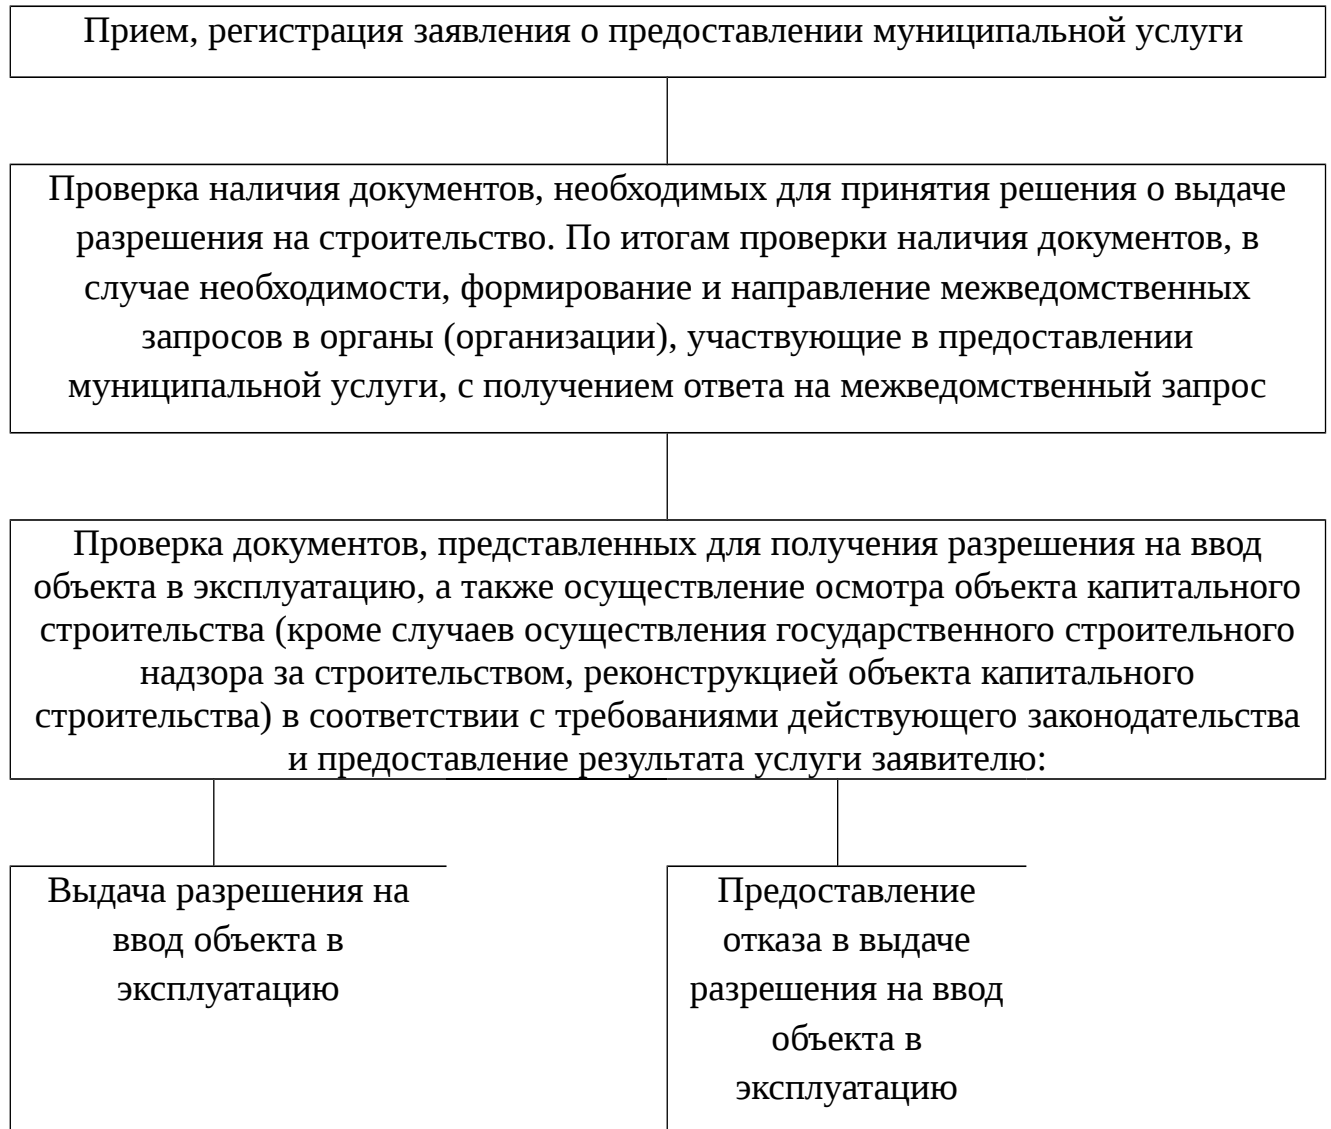 Прием, регистрация заявления о предоставлении муниципальной услуги
Проверка наличия документов, необходимых для принятия решения о выдаче
разрешения на строительство. По итогам проверки наличия документов, в
случае необходимости, формирование и направление межведомственных
запросов в органы (организации), участвующие в предоставлении
муниципальной услуги, с получением ответа на межведомственный запрос
Проверка документов, представленных для получения разрешения на ввод
объекта в эксплуатацию, а также осуществление осмотра объекта капитального
строительства (кроме случаев осуществления государственного строительного
надзора за строительством, реконструкцией объекта капитального
строительства) в соответствии с требованиями действующего законодательства
и предоставление результата услуги заявителю:
Выдача разрешения на
ввод объекта в
эксплуатацию
Предоставление
отказа в выдаче
разрешения на ввод
объекта в
эксплуатацию